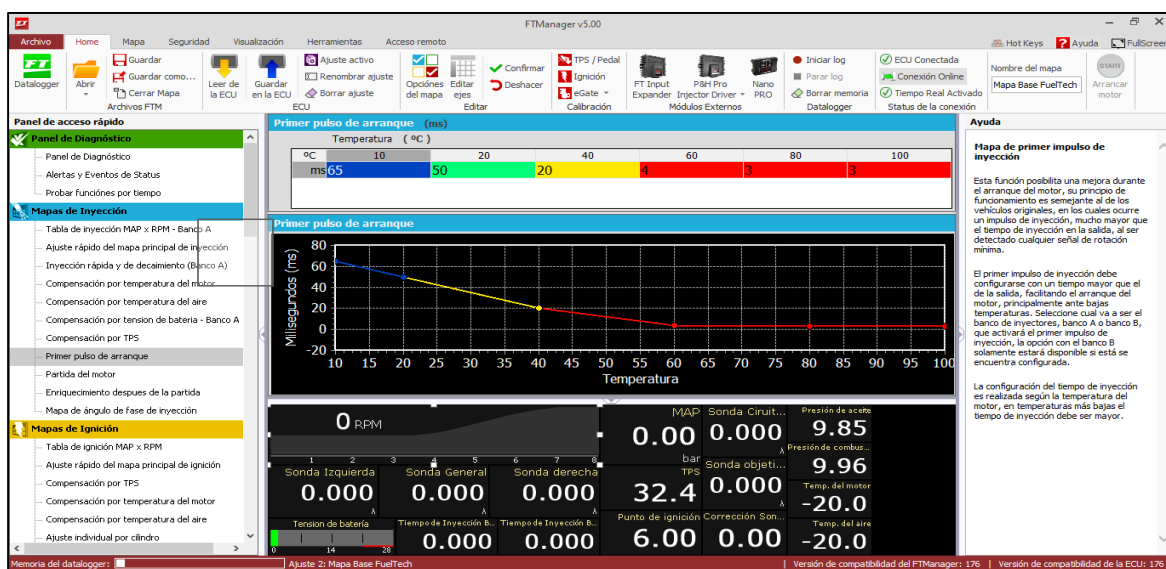 FTManager v5.00
Archivo Home Mapa Seguridad Visualización Herramientas Acceso remoto
Hot Keys Ayuda FullScreen
Datalogger
Abrir
Guardar
Guardar como...
Cerrar Mapa
Archivos FTM
Leer de la ECU
Guardar en la ECU
Ajuste activo
Renombrar ajuste
Borrar ajuste
ECU
Opciónes del mapa
Editar ejes
Confirmar
Deshacer
Editar
TPS / Pedal
Ignición
eGate
Calibración
FT Input Expander
P&H Pro Injector Driver
Nano PRO
Módulos Externos
Iniciar log
Parar log
Borrar memoria
Datalogger
ECU Conectada
Conexión Online
Tiempo Real Activado
Status de la conexión
Nombre del mapa
Mapa Base FuelTech
START
Arrancar motor
Panel de acceso rápido
Panel de Diagnóstico
Panel de Diagnóstico
Alertas y Eventos de Status
Probar funciónes por tiempo
Mapas de Inyección
Tabla de inyección MAP x RPM - Banco A
Ajuste rápido del mapa principal de inyección
Inyección rápida y de decaimiento (Banco A)
Compensación por temperatura del motor
Compensación por temperatura del aire
Compensación por tension de bateria - Banco A
Compensación por TPS
Primer pulso de arranque
Partida del motor
Enriquecimiento despues de la partida
Mapa de ángulo de fase de inyección
Mapas de Ignición
Tabla de ignición MAP x RPM
Ajuste rápido del mapa principal de ignición
Compensación por TPS
Compensación por temperatura del motor
Compensación por temperatura del aire
Ajuste individual por cilindro
Primer pulso de arranque (ms)
Temperatura (ºC)
ºC 10 20 40 60 80 100
ms 65 50 20 4 3 3
Primer pulso de arranque
Milisegundos (ms)
80
60
40
20
0
-20
10 15 20 25 30 35 40 45 50 55 60 65 70 75 80 85 90 95 100
Temperatura
0 RPM
1 2 3 4 5 6 7 8
MAP
0.00
bar
Sonda Ciruit...
0.000
λ
Presión de aceite
9.85
Presión de combus...
9.96
Sonda Izquierda
0.000
λ
Sonda General
0.000
λ
Sonda derecha
0.000
λ
TPS
32.4
Sonda objeti...
0.000
λ
Temp. del motor
-20.0
Tension de batería
0 14 28
Tiempo de Inyección B...
0.000
Tiempo de Inyección B...
0.000
Punto de ignición
6.00
Corrección Son...
0.00
Temp. del aire
-20.0
Ayuda
Mapa de primer impulso de
inyección
Esta función posibilita una mejora durante
el arranque del motor, su principio de
funcionamiento es semejante al de los
vehículos originales, en los cuales ocurre
un impulso de inyección, mucho mayor que
el tiempo de inyección en la salida, al ser
detectado cualquier señal de rotación
mínima.
El primer impulso de inyección debe
configurarse con un tiempo mayor que el
de la salida, facilitando el arranque del
motor, principalmente ante bajas
temperaturas. Seleccione cual va a ser el
banco de inyectores, banco A o banco B,
que activará el primer impulso de
inyección, la opción con el banco B
solamente estará disponible si está se
encuentra configurada.
La configuración del tiempo de inyección
es realizada según la temperatura del
motor, en temperaturas más bajas el
tiempo de inyección debe ser mayor.
Memoria del datalogger:
Ajuste 2: Mapa Base FuelTech
Versión de compatibilidad del FTManager: 176 | Versión de compatibilidad de la ECU: 176